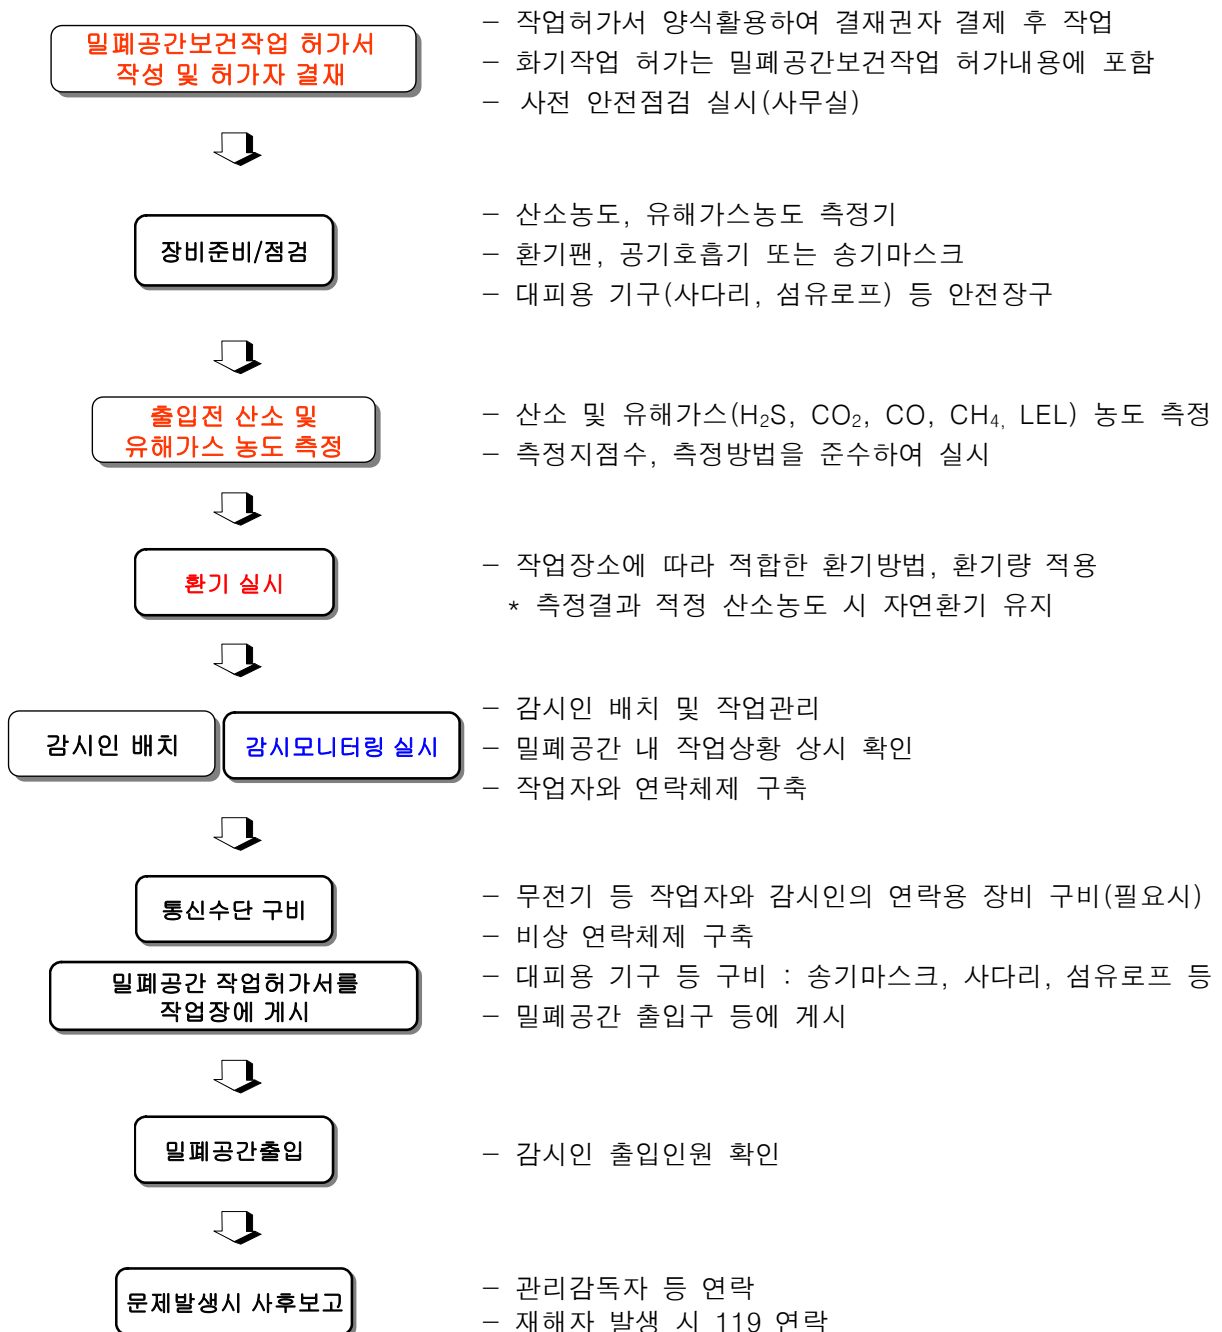 밀폐공간보건작업 허가서
작성 및 허가자 결재
- 작업허가서 양식활용하여 결재권자 결제 후 작업
- 화기작업 허가는 밀폐공간보건작업 허가내용에 포함
- 사전 안전점검 실시(사무실)
장비준비/점검
- 산소농도, 유해가스농도 측정기
- 환기팬, 공기호흡기 또는 송기마스크
- 대피용 기구(사다리, 섬유로프) 등 안전장구
출입전 산소 및
유해가스 농도 측정
- 산소 및 유해가스(H₂S, CO₂, CO, CH₄, LEL) 농도 측정
- 측정지점수, 측정방법을 준수하여 실시
환기 실시
- 작업장소에 따라 적합한 환기방법, 환기량 적용
* 측정결과 적정 산소농도 시 자연환기 유지
감시인 배치
감시모니터링 실시
- 감시인 배치 및 작업관리
- 밀폐공간 내 작업상황 상시 확인
- 작업자와 연락체제 구축
통신수단 구비
- 무전기 등 작업자와 감시인의 연락용 장비 구비(필요시)
- 비상 연락체제 구축
밀폐공간 작업허가서를
작업장에 게시
- 대피용 기구 등 구비 : 송기마스크, 사다리, 섬유로프 등
- 밀폐공간 출입구 등에 게시
밀폐공간출입
- 감시인 출입인원 확인
문제발생시 사후보고
- 관리감독자 등 연락
- 재해자 발생 시 119 연락